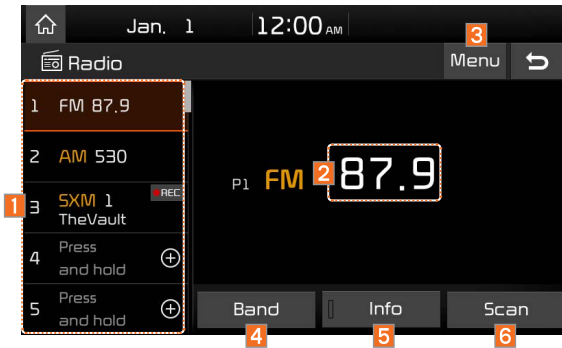 Jan. 1 12:00 AM
3
Radio Menu
1 FM 87.9
2 AM 530
3 SXM 1 REC
TheVault
4 Press
and hold
5 Press
and hold
1
P1 FM 2 87.9
Band Info Scan
4 5 6